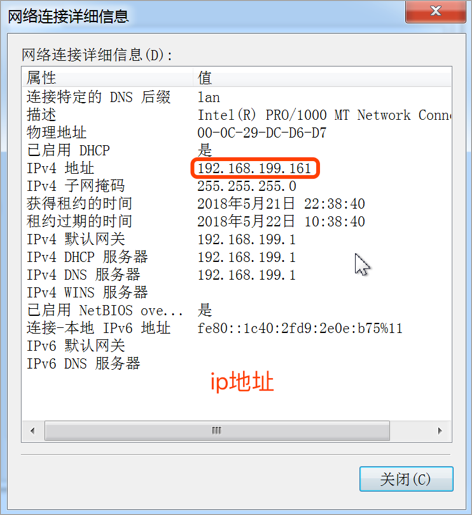 网络连接详细信息
网络连接详细信息(D):
属性 值
连接特定的 DNS 后缀 lan
描述 Intel(R) PRO/1000 MT Network Conne
物理地址 00-0C-29-DC-D6-D7
已启用 DHCP 是
IPv4 地址 192.168.199.161
IPv4 子网掩码 255.255.255.0
获得租约的时间 2018年5月21日 22:38:40
租约过期的时间 2018年5月22日 10:38:40
IPv4 默认网关 192.168.199.1
IPv4 DHCP 服务器 192.168.199.1
IPv4 DNS 服务器 192.168.199.1
IPv4 WINS 服务器
已启用 NetBIOS ove... 是
连接-本地 IPv6 地址 fe80::1c40:2fd9:2e0e:b75%11
IPv6 默认网关
IPv6 DNS 服务器
ip地址
关闭(C)